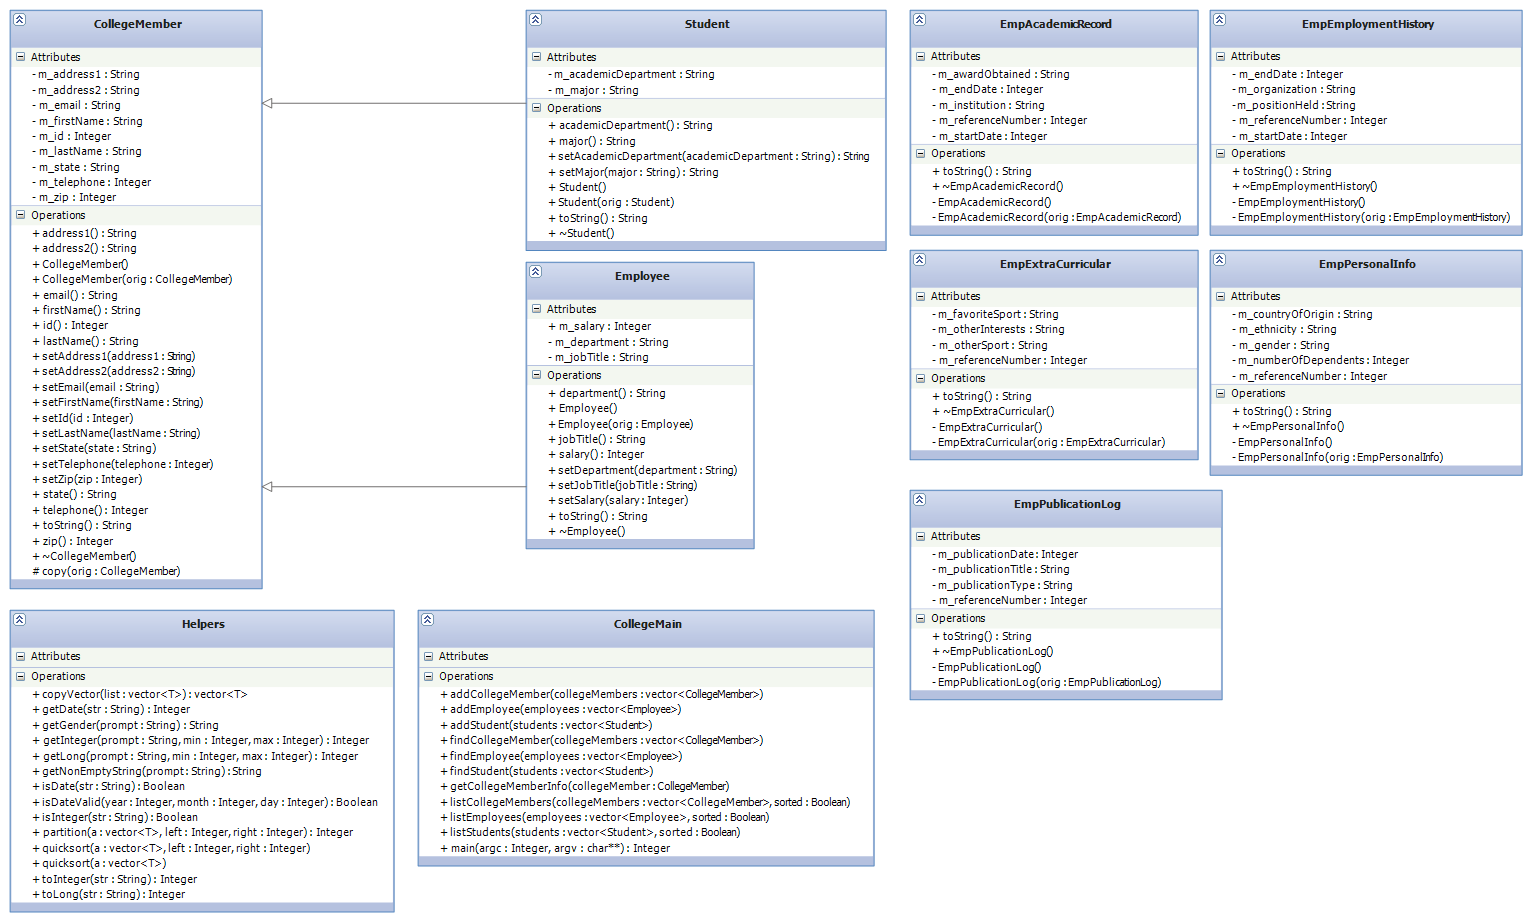 CollegeMember
Attributes
- m_address1 : String
- m_address2 : String
- m_email : String
- m_firstName : String
- m_id : Integer
- m_lastName : String
- m_state : String
- m_telephone : Integer
- m_zip : Integer
Operations
+ address1() : String
+ address2() : String
+ CollegeMember()
+ CollegeMember(orig : CollegeMember)
+ email() : String
+ firstName() : String
+ id() : Integer
+ lastName() : String
+ setAddress1(address1 : String)
+ setAddress2(address2 : String)
+ setEmail(email : String)
+ setFirstName(firstName : String)
+ setId(id : Integer)
+ setLastName(lastName : String)
+ setState(state : String)
+ setTelephone(telephone : Integer)
+ setZip(zip : Integer)
+ state() : String
+ telephone() : Integer
+ toString() : String
+ zip() : Integer
+ ~CollegeMember()
# copy(orig : CollegeMember)
Student
Attributes
- m_academicDepartment : String
- m_major : String
Operations
+ academicDepartment() : String
+ major() : String
+ setAcademicDepartment(academicDepartment : String) : String
+ setMajor(major : String) : String
+ Student()
+ Student(orig : Student)
+ toString() : String
+ ~Student()
Employee
Attributes
+ m_salary : Integer
- m_department : String
- m_jobTitle : String
Operations
+ department() : String
+ Employee()
+ Employee(orig : Employee)
+ jobTitle() : String
+ salary() : Integer
+ setDepartment(department : String)
+ setJobTitle(jobTitle : String)
+ setSalary(salary : Integer)
+ toString() : String
+ ~Employee()
EmpAcademicRecord
Attributes
- m_awardObtained : String
- m_endDate : Integer
- m_institution : String
- m_referenceNumber : Integer
- m_startDate : Integer
Operations
+ toString() : String
+ ~EmpAcademicRecord()
- EmpAcademicRecord()
- EmpAcademicRecord(orig : EmpAcademicRecord)
EmpEmploymentHistory
Attributes
- m_endDate : Integer
- m_organization : String
- m_positionHeld : String
- m_referenceNumber : Integer
- m_startDate : Integer
Operations
+ toString() : String
+ ~EmpEmploymentHistory()
- EmpEmploymentHistory()
- EmpEmploymentHistory(orig : EmpEmploymentHistory)
EmpExtraCurricular
Attributes
- m_favoriteSport : String
- m_otherInterests : String
- m_otherSport : String
- m_referenceNumber : Integer
Operations
+ toString() : String
+ ~EmpExtraCurricular()
- EmpExtraCurricular()
- EmpExtraCurricular(orig : EmpExtraCurricular)
EmpPersonalInfo
Attributes
- m_countryOfOrigin : String
- m_ethnicity : String
- m_gender : String
- m_numberOfDependents : Integer
- m_referenceNumber : Integer
Operations
+ toString() : String
+ ~EmpPersonalInfo()
- EmpPersonalInfo()
- EmpPersonalInfo(orig : EmpPersonalInfo)
EmpPublicationLog
Attributes
- m_publicationDate : Integer
- m_publicationTitle : String
- m_publicationType : String
- m_referenceNumber : Integer
Operations
+ toString() : String
+ ~EmpPublicationLog()
- EmpPublicationLog()
- EmpPublicationLog(orig : EmpPublicationLog)
Helpers
Attributes
Operations
+ copyVector(list : vector<T>) : vector<T>
+ getDate(str : String) : Integer
+ getGender(prompt : String) : String
+ getInteger(prompt : String, min : Integer, max : Integer) : Integer
+ getLong(prompt : String, min : Integer, max : Integer) : Integer
+ getNonEmptyString(prompt : String) : String
+ isDate(str : String) : Boolean
+ isDateValid(year : Integer, month : Integer, day : Integer) : Boolean
+ isInteger(str : String) : Boolean
+ partition(a : vector<T>, left : Integer, right : Integer) : Integer
+ quicksort(a : vector<T>, left : Integer, right : Integer)
+ quicksort(a : vector<T>)
+ toInteger(str : String) : Integer
+ toLong(str : String) : Integer
CollegeMain
Attributes
Operations
+ addCollegeMember(collegeMembers : vector<CollegeMember>)
+ addEmployee(employees : vector<Employee>)
+ addStudent(students : vector<Student>)
+ findCollegeMember(collegeMembers : vector<CollegeMember>)
+ findEmployee(employees : vector<Employee>)
+ findStudent(students : vector<Student>)
+ getCollegeMemberInfo(collegeMember : CollegeMember)
+ listCollegeMembers(collegeMembers : vector<CollegeMember>, sorted : Boolean)
+ listEmployees(employees : vector<Employee>, sorted : Boolean)
+ listStudents(students : vector<Student>, sorted : Boolean)
+ main(argc : Integer, argv : char**) : Integer